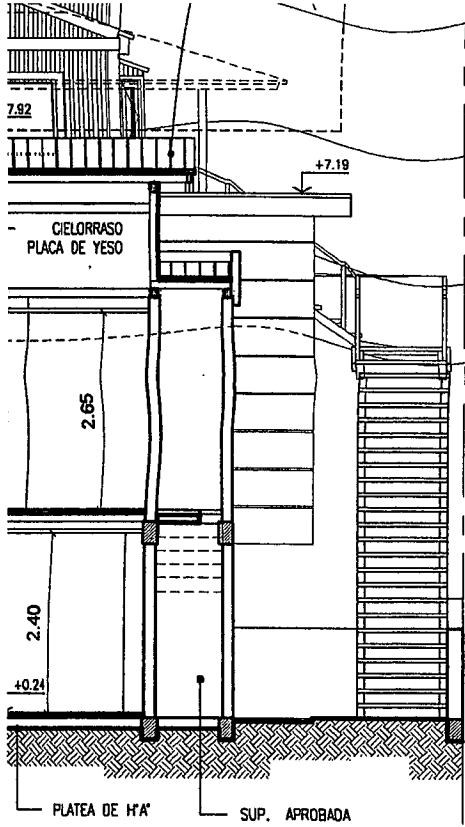 7.92
+7.19
CIELORRASO
PLACA DE YESO
2.65
2.40
+0.24
PLATEA DE H°A°
SUP. APROBADA